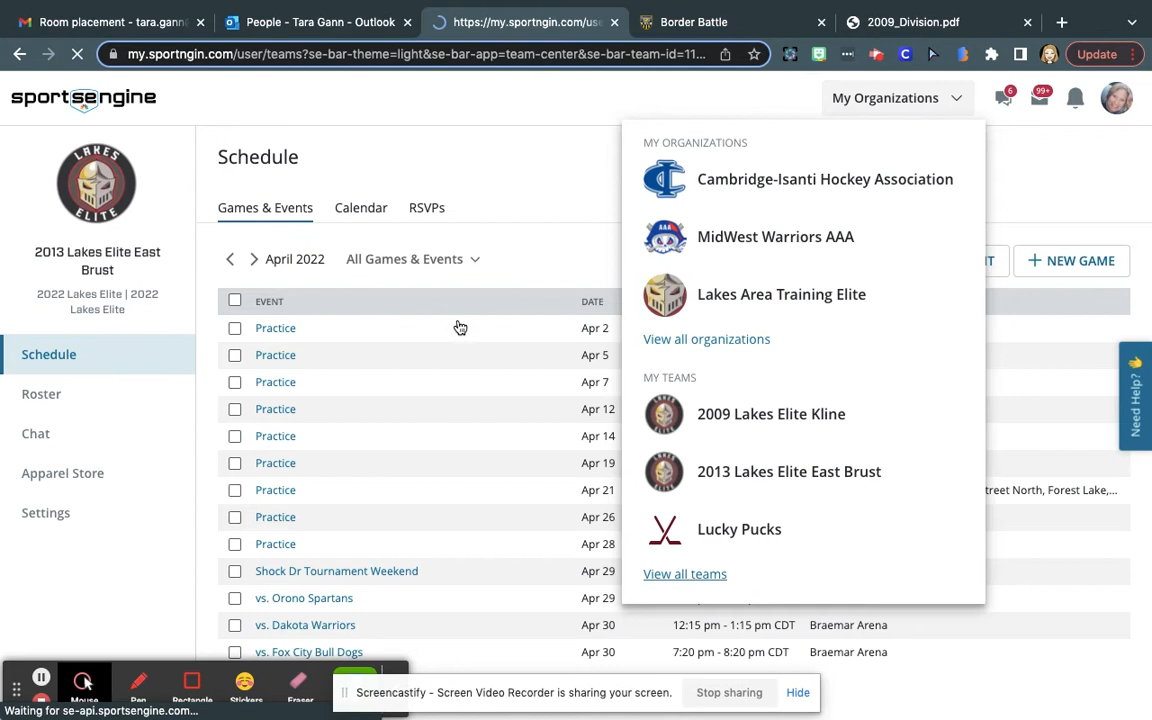 Room placement - tara.gann
People - Tara Gann - Outlook
https://my.sportngin.com/use
Border Battle
2009_Division.pdf
my.sportngin.com/user/teams?se-bar-theme=light&se-bar-app=team-center&se-bar-team-id=11...
Update
sportsengine
My Organizations
6
99+
LAKES
ELITE
2013 Lakes Elite East
Brust
2022 Lakes Elite | 2022
Lakes Elite
Schedule
Roster
Chat
Apparel Store
Settings
Schedule
Games & Events
Calendar
RSVPs
April 2022
All Games & Events
NT
+ NEW GAME
EVENT
DATE
Practice
Apr 2
Practice
Apr 5
Practice
Apr 7
Practice
Apr 12
Practice
Apr 14
Practice
Apr 19
Practice
Apr 21
treet North, Forest Lake,...
Practice
Apr 26
Practice
Apr 28
Shock Dr Tournament Weekend
Apr 29
vs. Orono Spartans
Apr 29
vs. Dakota Warriors
Apr 30
12:15 pm - 1:15 pm CDT
Braemar Arena
vs. Fox City Bull Dogs
Apr 30
7:20 pm - 8:20 pm CDT
Braemar Arena
MY ORGANIZATIONS
Cambridge-Isanti Hockey Association
MidWest Warriors AAA
Lakes Area Training Elite
View all organizations
MY TEAMS
2009 Lakes Elite Kline
2013 Lakes Elite East Brust
Lucky Pucks
View all teams
Need Help?
Mouse
Pen
Rectangle
Stickers
Eraser
Screencastify - Screen Video Recorder is sharing your screen.
Stop sharing
Hide
Waiting for se-api.sportsengine.com...